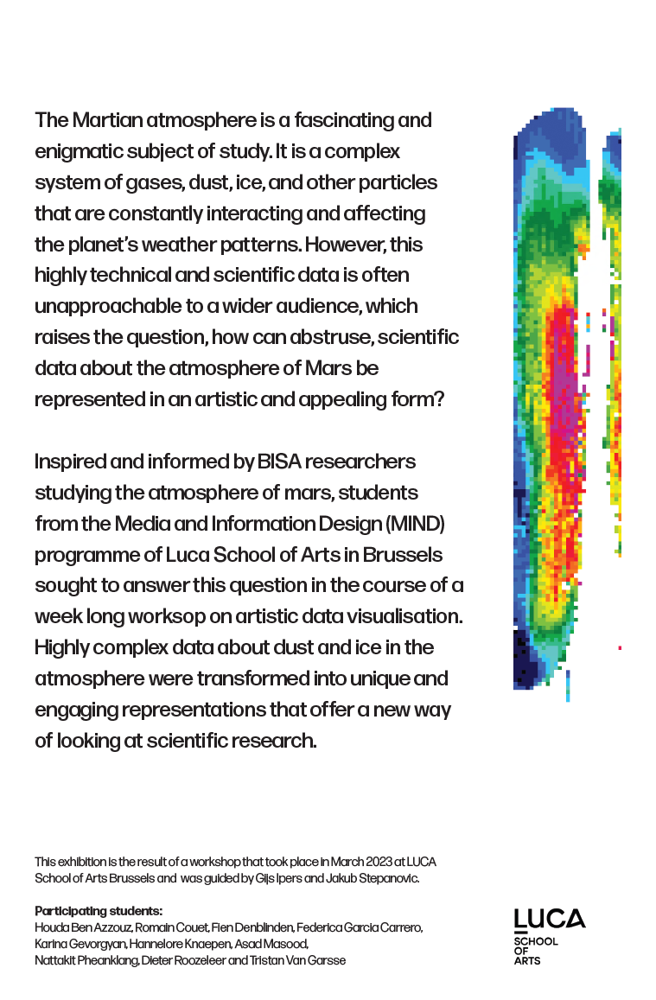 The Martian atmosphere is a fascinating and
enigmatic subject of study. It is a complex
system of gases, dust, ice, and other particles
that are constantly interacting and affecting
the planet’s weather patterns. However, this
highly technical and scientific data is often
unapproachable to a wider audience, which
raises the question, how can abstruse, scientific
data about the atmosphere of Mars be
represented in an artistic and appealing form?
Inspired and informed by BISA researchers
studying the atmosphere of mars, students
from the Media and Information Design (MIND)
programme of Luca School of Arts in Brussels
sought to answer this question in the course of a
week long worksop on artistic data visualisation.
Highly complex data about dust and ice in the
atmosphere were transformed into unique and
engaging representations that offer a new way
of looking at scientific research.
This exhibition is the result of a workshop that took place in March 2023 at LUCA
School of Arts Brussels and  was guided by Gijs Ipers and Jakub Stepanovic.
Participating students:
Houda Ben Azzouz, Romain Couet, Fien Denblinden, Federica Garcia Carrero,
Karina Gevorgyan, Hannelore Knaepen, Asad Masood,
Nattakit Pheanklang, Dieter Roozeleer and Tristan Van Garsse
LUCA
SCHOOL
OF
ARTS